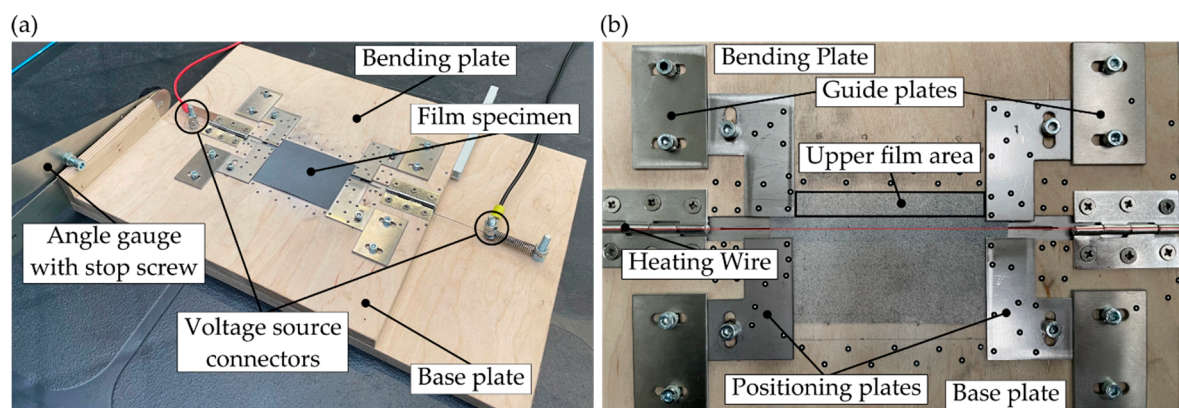 (a)
Bending plate
Film specimen
Angle gauge
with stop screw
Voltage source
connectors
Base plate
(b)
Bending Plate
Guide plates
Upper film area
Heating Wire
Positioning plates
Base plate